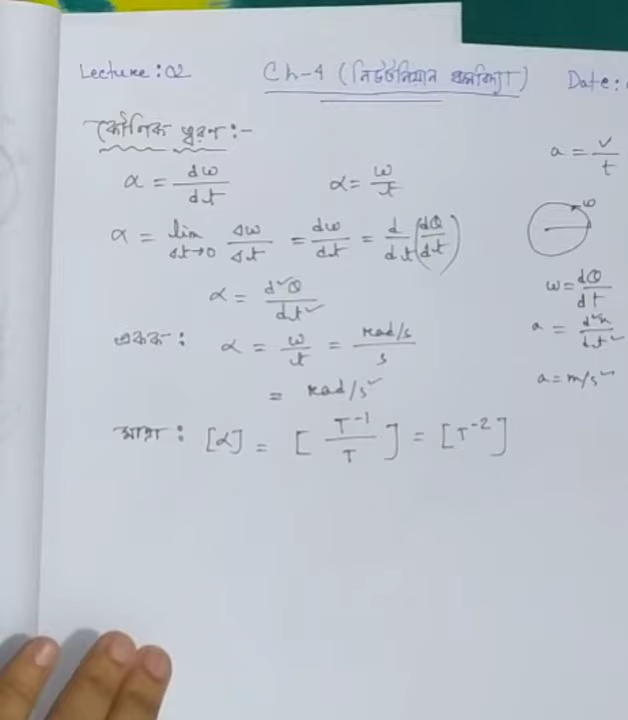 Lecture : 02
Ch-4 (নিউটনিয়ান বলবিদ্যা)
Date :
কৌণিক ত্বরণ :-
α = dω/dt
α = ω/t
a = v/t
α = lim Δt→0 Δω/Δt = dω/dt = d/dt (dθ/dt)
ω
α = d²θ/dt²
ω = dθ/dt
একক : α = ω/t = rad/s/s
a = d²x/dt²
= rad/s²
a = m/s²
মাত্রা : [α] = [T⁻¹/T] = [T⁻²]